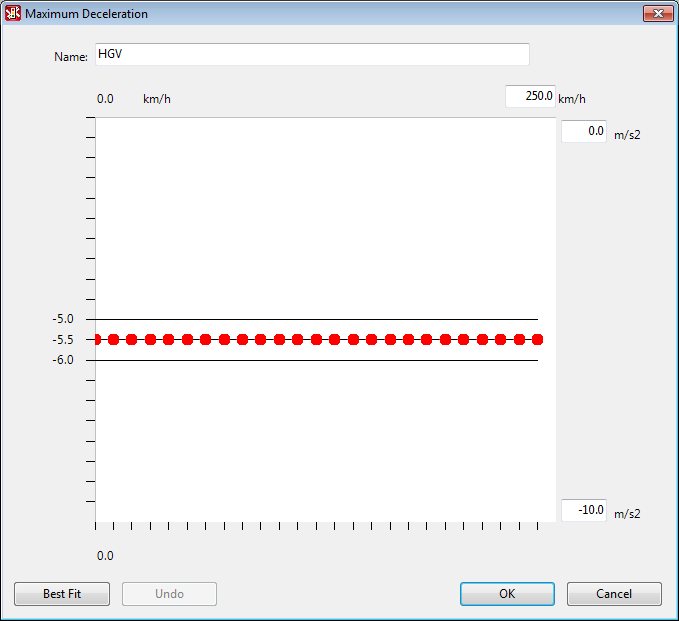 Maximum Deceleration
Name: HGV
0.0 km/h 250.0 km/h
0.0 m/s2
-5.0
-5.5
-6.0
-10.0 m/s2
0.0
Best Fit Undo OK Cancel